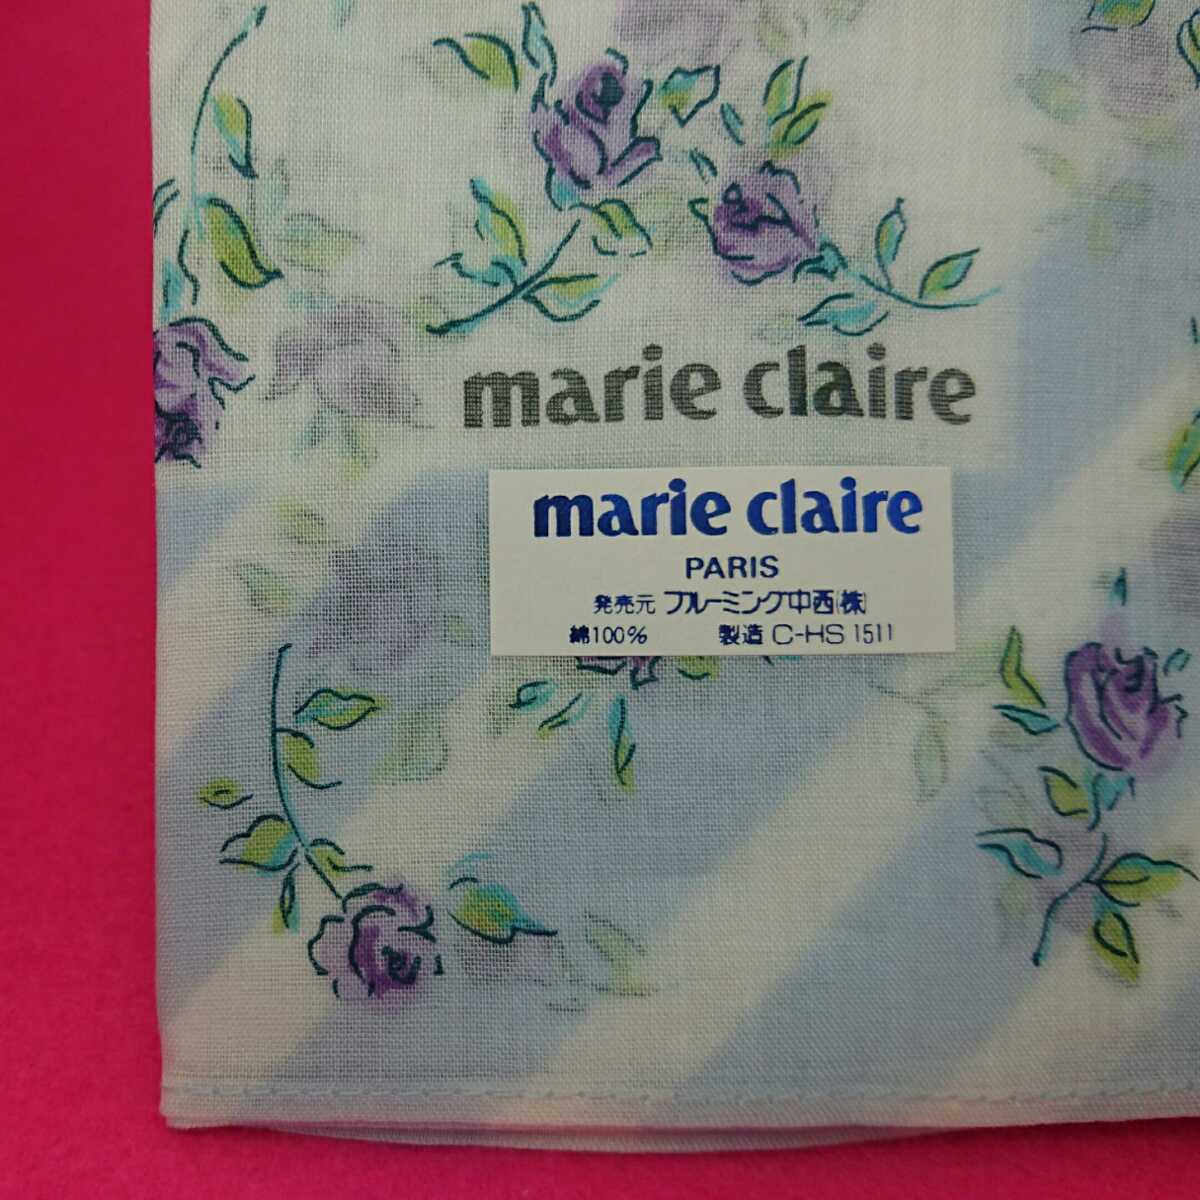 marie claire
marie claire
PARIS
発売元 ブルーミング中西(株)
綿100% 製造 C-HS 1511